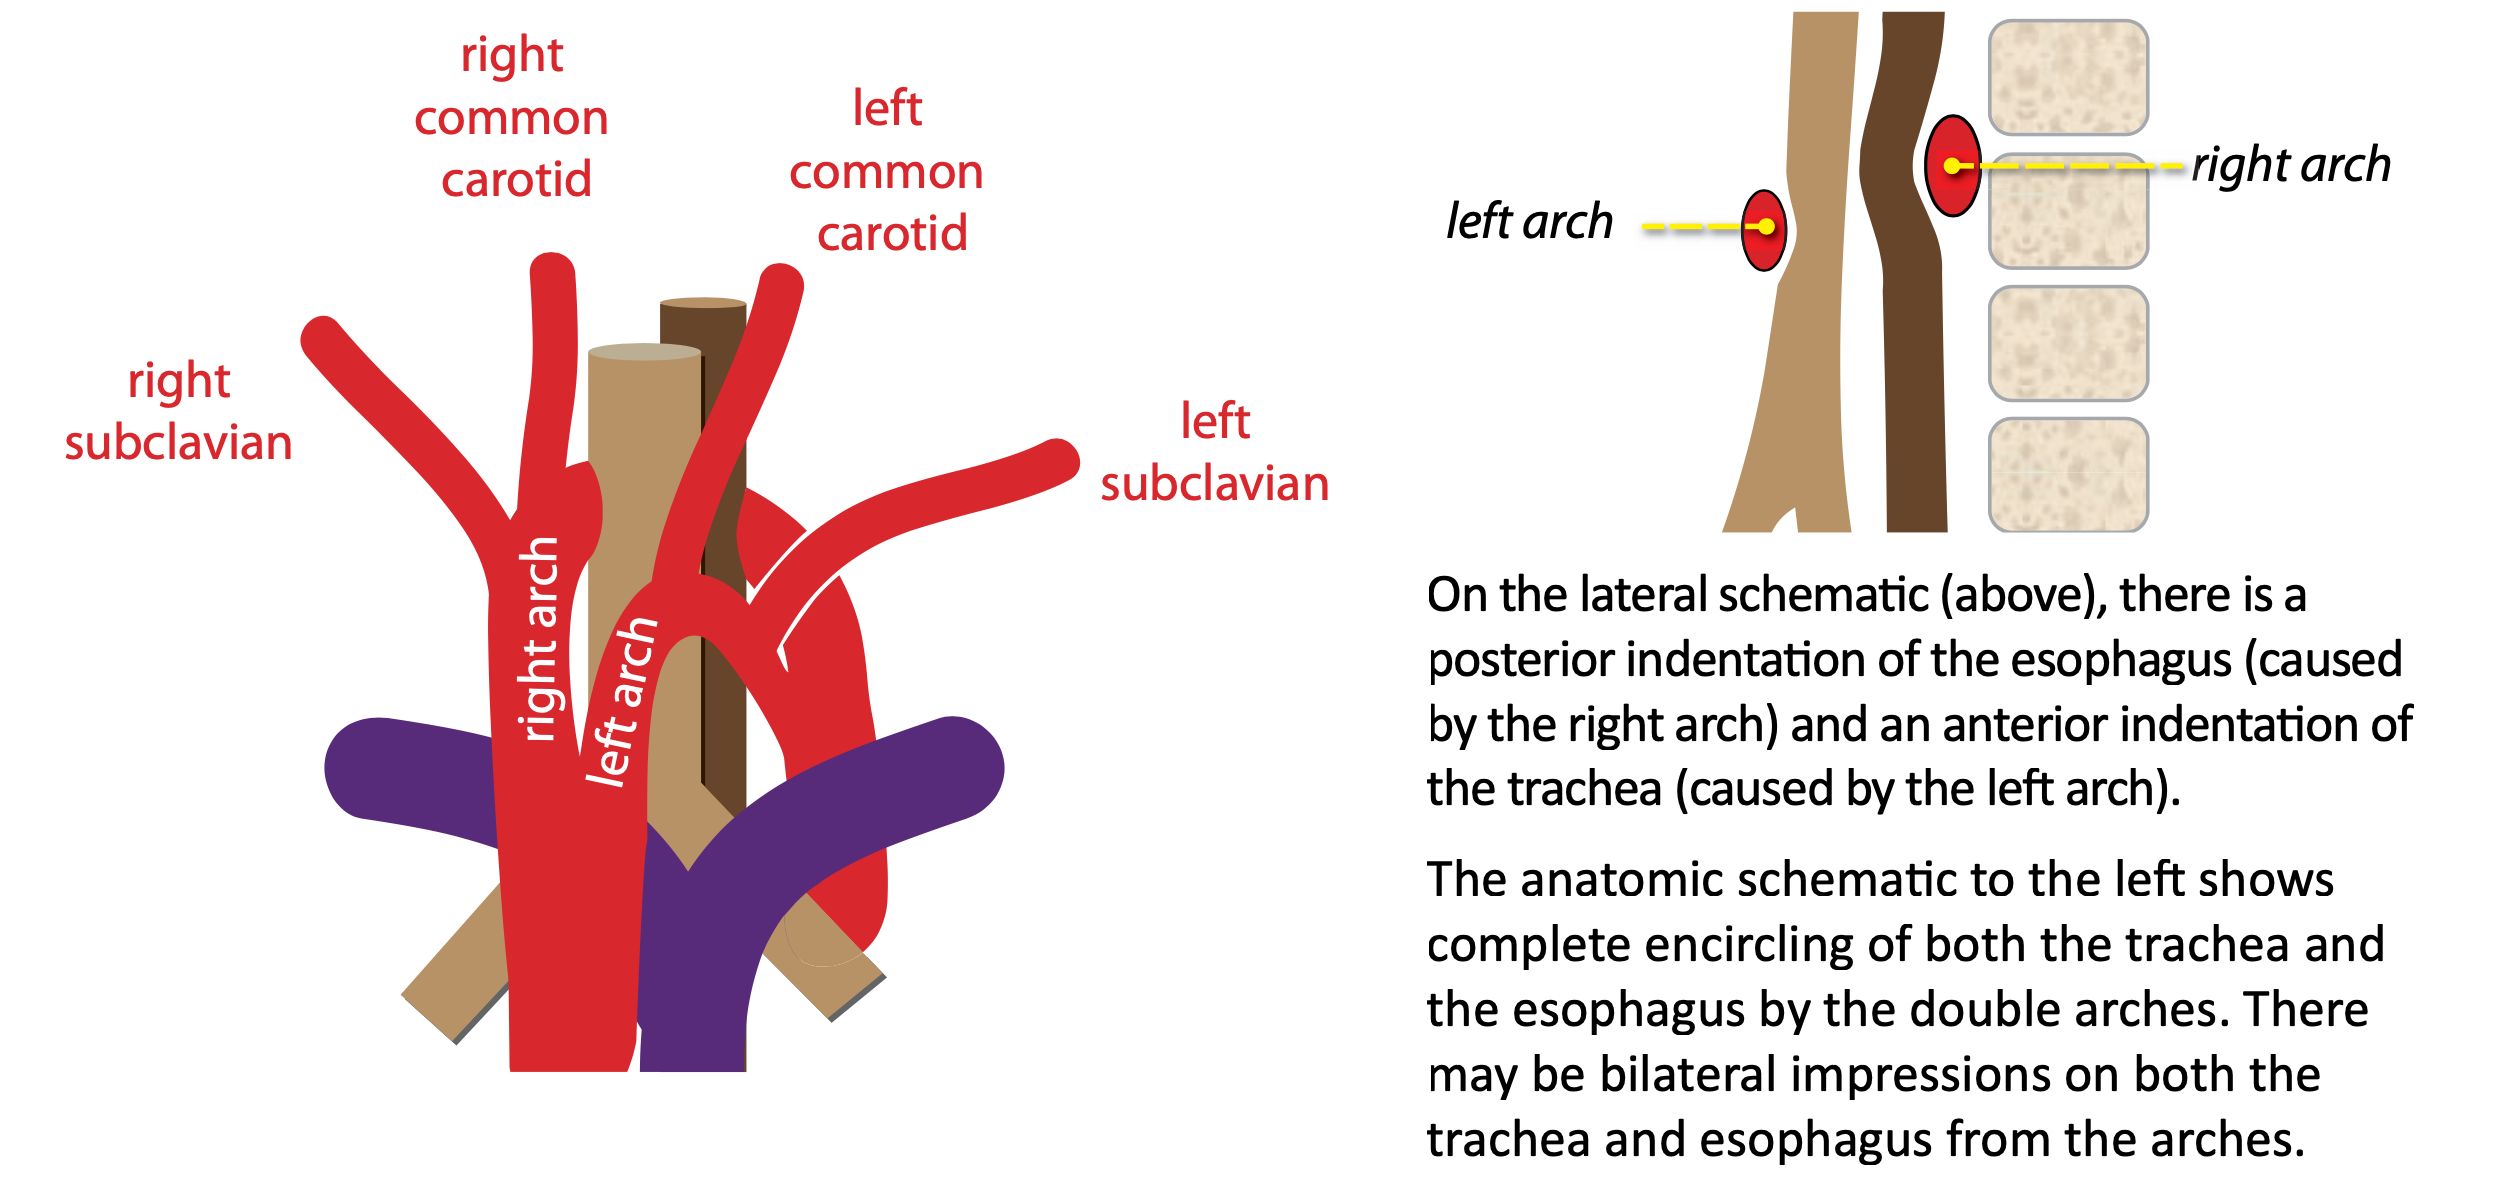 right
common
carotid
left
common
carotid
right
subclavian
left
subclavian
right arch
left arch
left arch
right arch
On the lateral schematic (above), there is a
posterior indentation of the esophagus (caused
by the right arch) and an anterior indentation of
the trachea (caused by the left arch).
The anatomic schematic to the left shows
complete encircling of both the trachea and
the esophagus by the double arches. There
may be bilateral impressions on both the
trachea and esophagus from the arches.